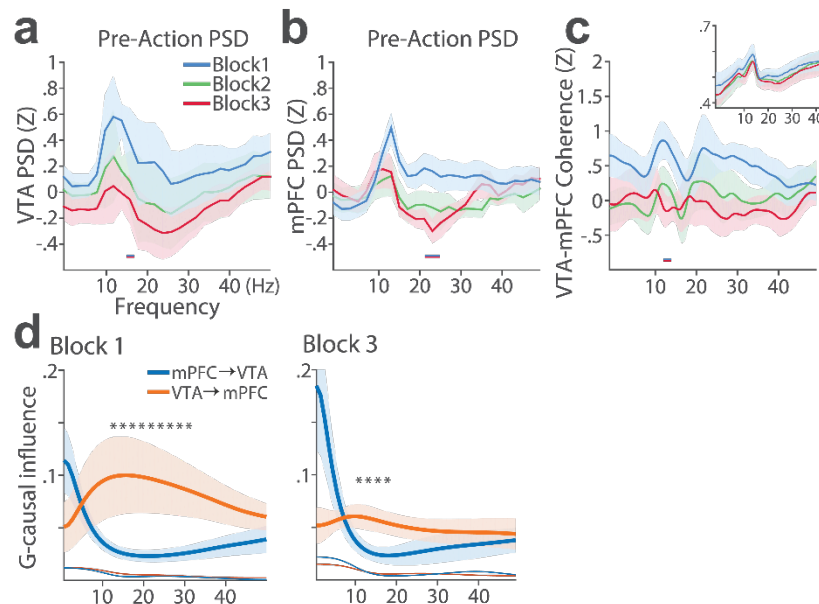 a
Pre-Action PSD
Block1
Block2
Block3
VTA PSD (Z)
1
.8
.6
.4
.2
0
-.2
-.4
10 20 30 40 (Hz)
Frequency
b
Pre-Action PSD
mPFC PSD (Z)
1
.8
.6
.4
.2
0
.2
.4
10 20 30 40
c
VTA-mPFC Coherence (Z)
2
1.5
1
.5
0
-.5
10 20 30 40
.7
.4
10 20 30 40
d
Block 1
mPFC→VTA
VTA→mPFC
G-causal influence
.2
.1
*********
10 20 30 40
Block 3
.2
.1
****
10 20 30 40